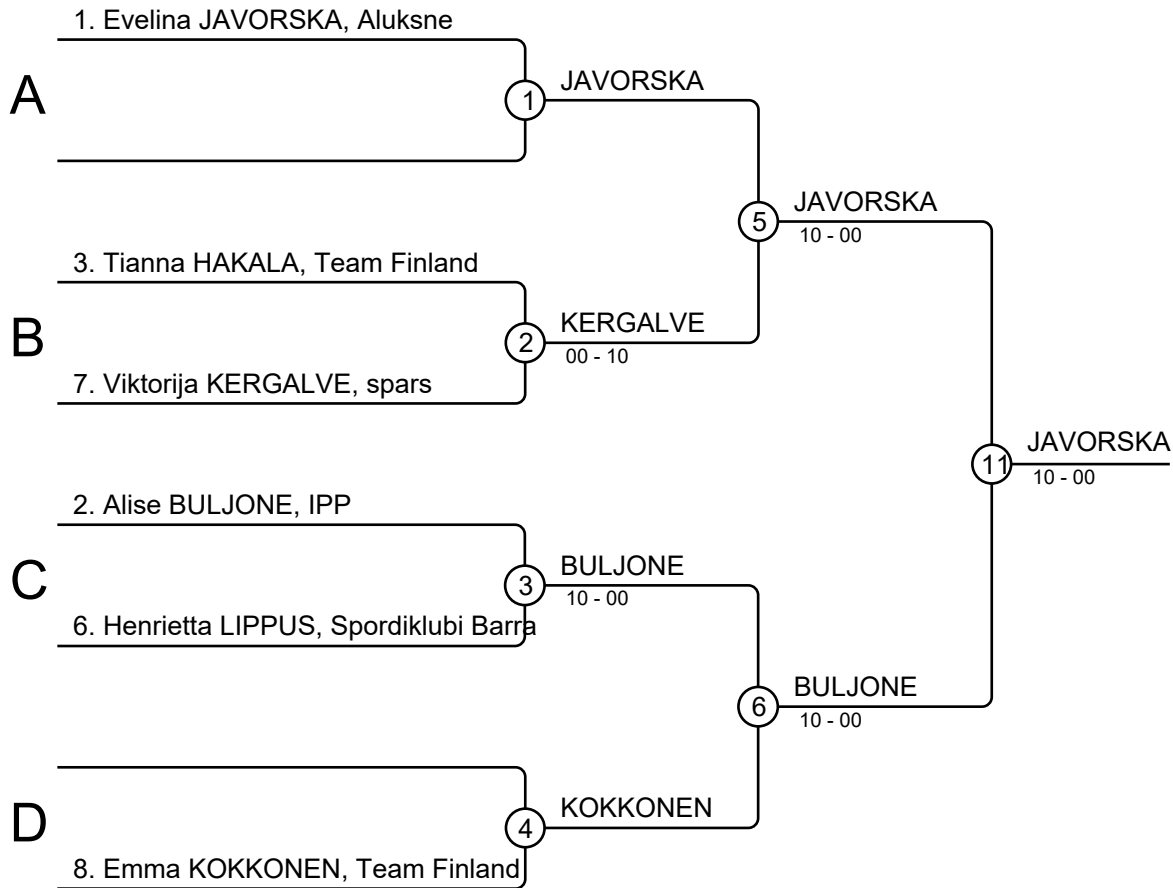 1. Evelina JAVORSKA, Aluksne
A
1
JAVORSKA
5
JAVORSKA
10 - 00
3. Tianna HAKALA, Team Finland
B
2
KERGALVE
00 - 10
7. Viktorija KERGALVE, spars
11
JAVORSKA
10 - 00
2. Alise BULJONE, IPP
C
3
BULJONE
10 - 00
6. Henrietta LIPPUS, Spordiklubi Barra
6
BULJONE
10 - 00
D
4
KOKKONEN
8. Emma KOKKONEN, Team Finland